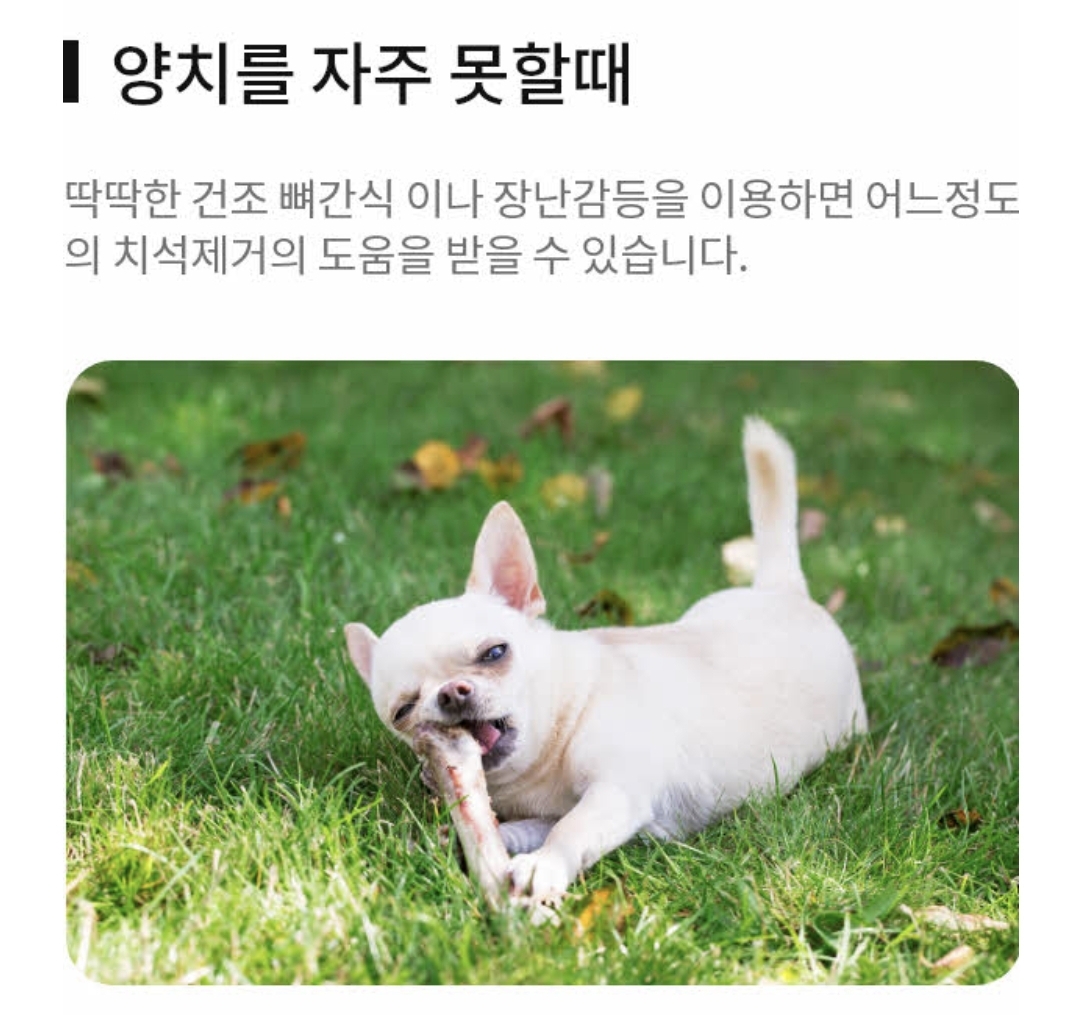 양치를 자주 못할때
딱딱한 건조 뼈간식 이나 장난감등을 이용하면 어느정도
의 치석제거의 도움을 받을 수 있습니다.